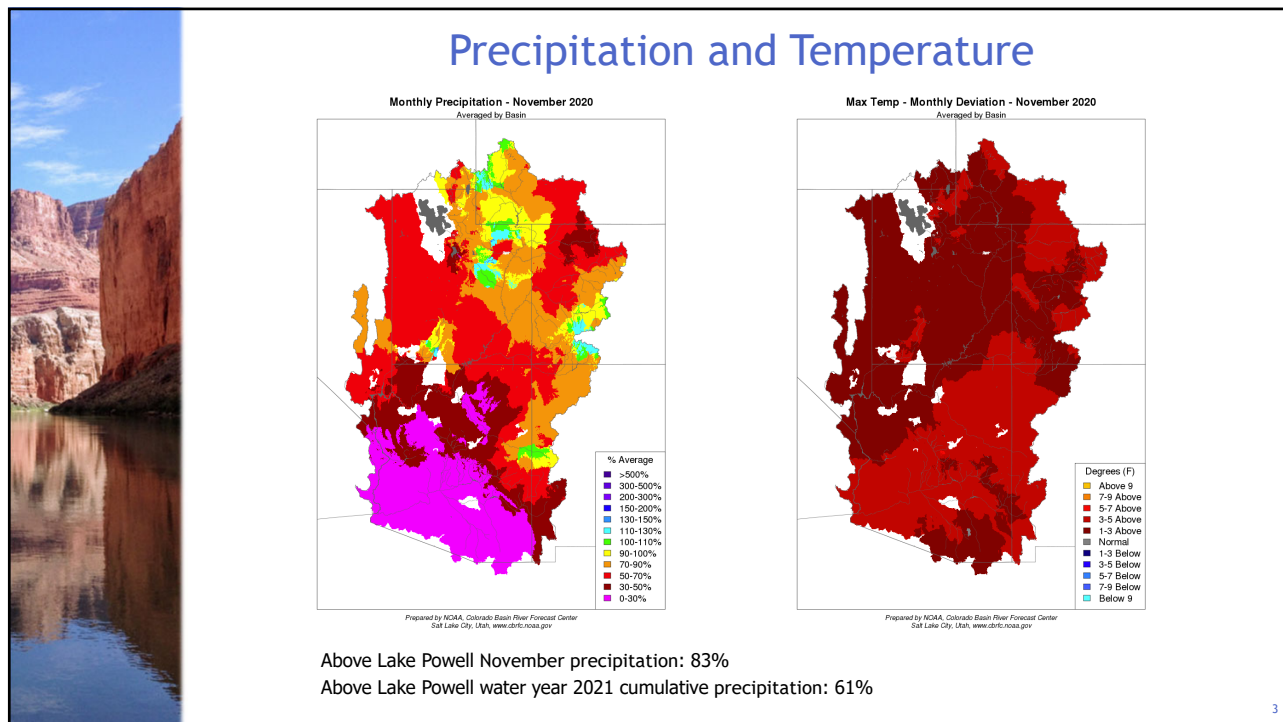 Precipitation and Temperature
Monthly Precipitation - November 2020
Averaged by Basin
% Average
>500%
300-500%
200-300%
150-200%
130-150%
110-130%
100-110%
90-100%
70-90%
50-70%
30-50%
0-30%
Prepared by NOAA, Colorado Basin River Forecast Center
Salt Lake City, Utah, www.cbrfc.noaa.gov
Max Temp - Monthly Deviation - November 2020
Averaged by Basin
Degrees (F)
Above 9
7-9 Above
5-7 Above
3-5 Above
1-3 Above
Normal
1-3 Below
3-5 Below
5-7 Below
7-9 Below
Below 9
Prepared by NOAA, Colorado Basin River Forecast Center
Salt Lake City, Utah, www.cbrfc.noaa.gov
Above Lake Powell November precipitation: 83%
Above Lake Powell water year 2021 cumulative precipitation: 61%
3